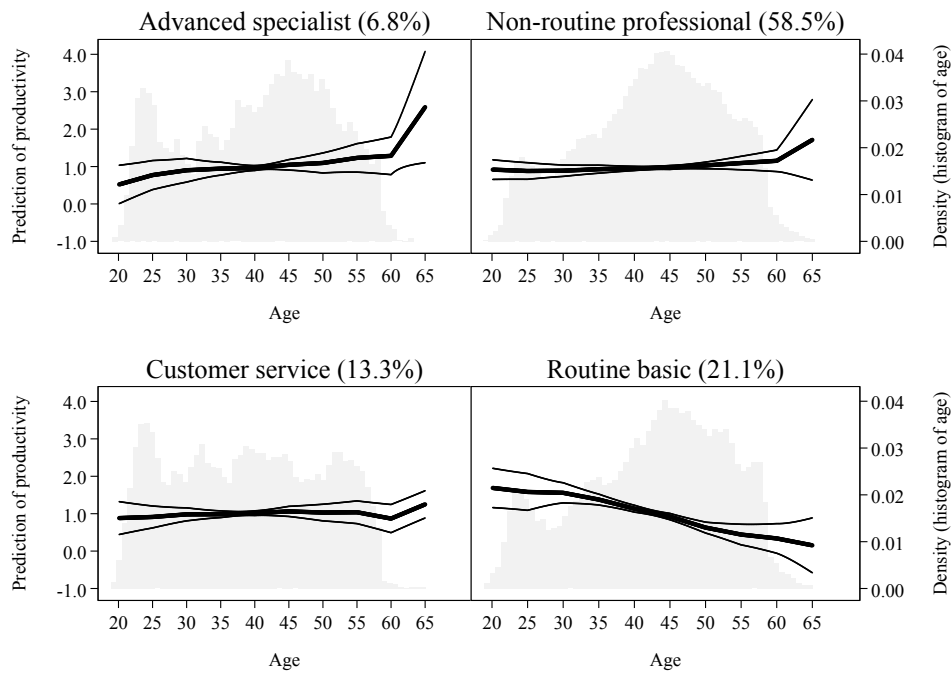 Advanced specialist (6.8%) Non-routine professional (58.5%)
Prediction of productivity
4.0
3.0
2.0
1.0
0.0
-1.0
0.04
0.03
0.02
0.01
0.00
Density (histogram of age)
20 25 30 35 40 45 50 55 60 65 20 25 30 35 40 45 50 55 60 65
Age Age
Customer service (13.3%) Routine basic (21.1%)
Prediction of productivity
4.0
3.0
2.0
1.0
0.0
-1.0
0.04
0.03
0.02
0.01
0.00
Density (histogram of age)
20 25 30 35 40 45 50 55 60 65 20 25 30 35 40 45 50 55 60 65
Age Age